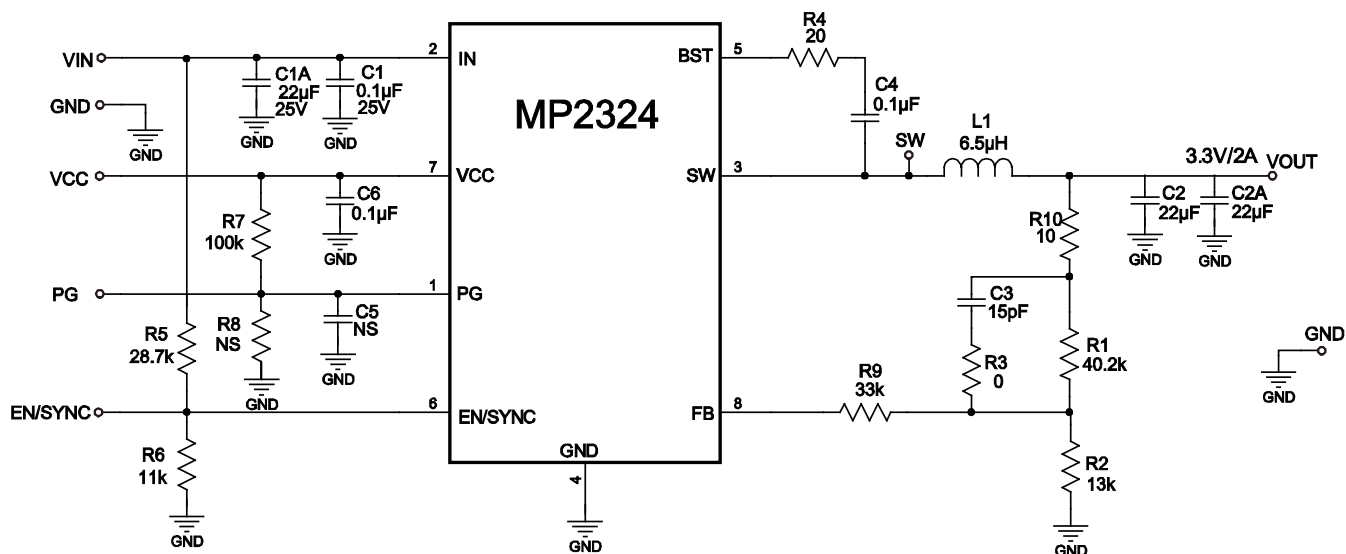 R4
20
VIN
2
IN
BST
5
C1A
22µF
25V
C1
0.1µF
25V
C4
0.1µF
GND
GND
GND
GND
MP2324
SW
L1
6.5µH
3.3V/2A
VOUT
VCC
7
VCC
SW
3
C6
0.1µF
R7
100k
GND
R10
10
C2
22µF
C2A
22µF
GND
GND
PG
1
PG
C3
15pF
R5
28.7k
R8
NS
C5
NS
R3
0
R1
40.2k
GND
GND
GND
GND
R9
33k
EN/SYNC
6
EN/SYNC
FB
8
R6
11k
GND
4
R2
13k
GND
GND
GND